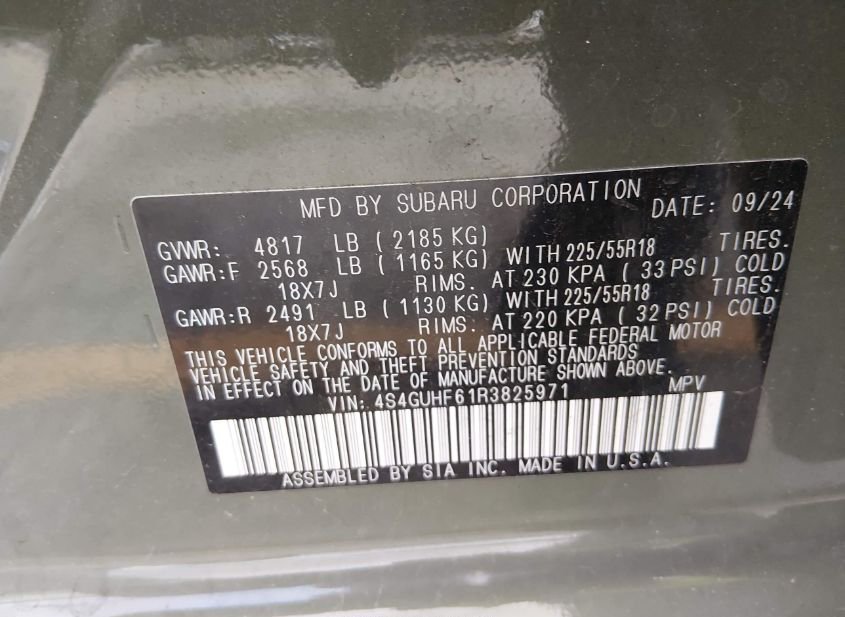 MFD BY SUBARU CORPORATION DATE: 09/24
GVWR: 4817 LB ( 2185 KG)
GAWR:F 2568 LB ( 1165 KG) WITH 225/55R18 TIRES.
18X7J RIMS. AT 230 KPA ( 33 PSI) COLD
GAWR:R 2491 LB ( 1130 KG) WITH 225/55R18 TIRES.
18X7J RIMS. AT 220 KPA ( 32 PSI) COLD
THIS VEHICLE CONFORMS TO ALL APPLICABLE FEDERAL MOTOR
VEHICLE SAFETY AND THEFT PREVENTION STANDARDS
IN EFFECT ON THE DATE OF MANUFACTURE SHOWN ABOVE.
VIN: 4S4GUHF61R3825971 MPV
ASSEMBLED BY SIA INC. MADE IN U.S.A.